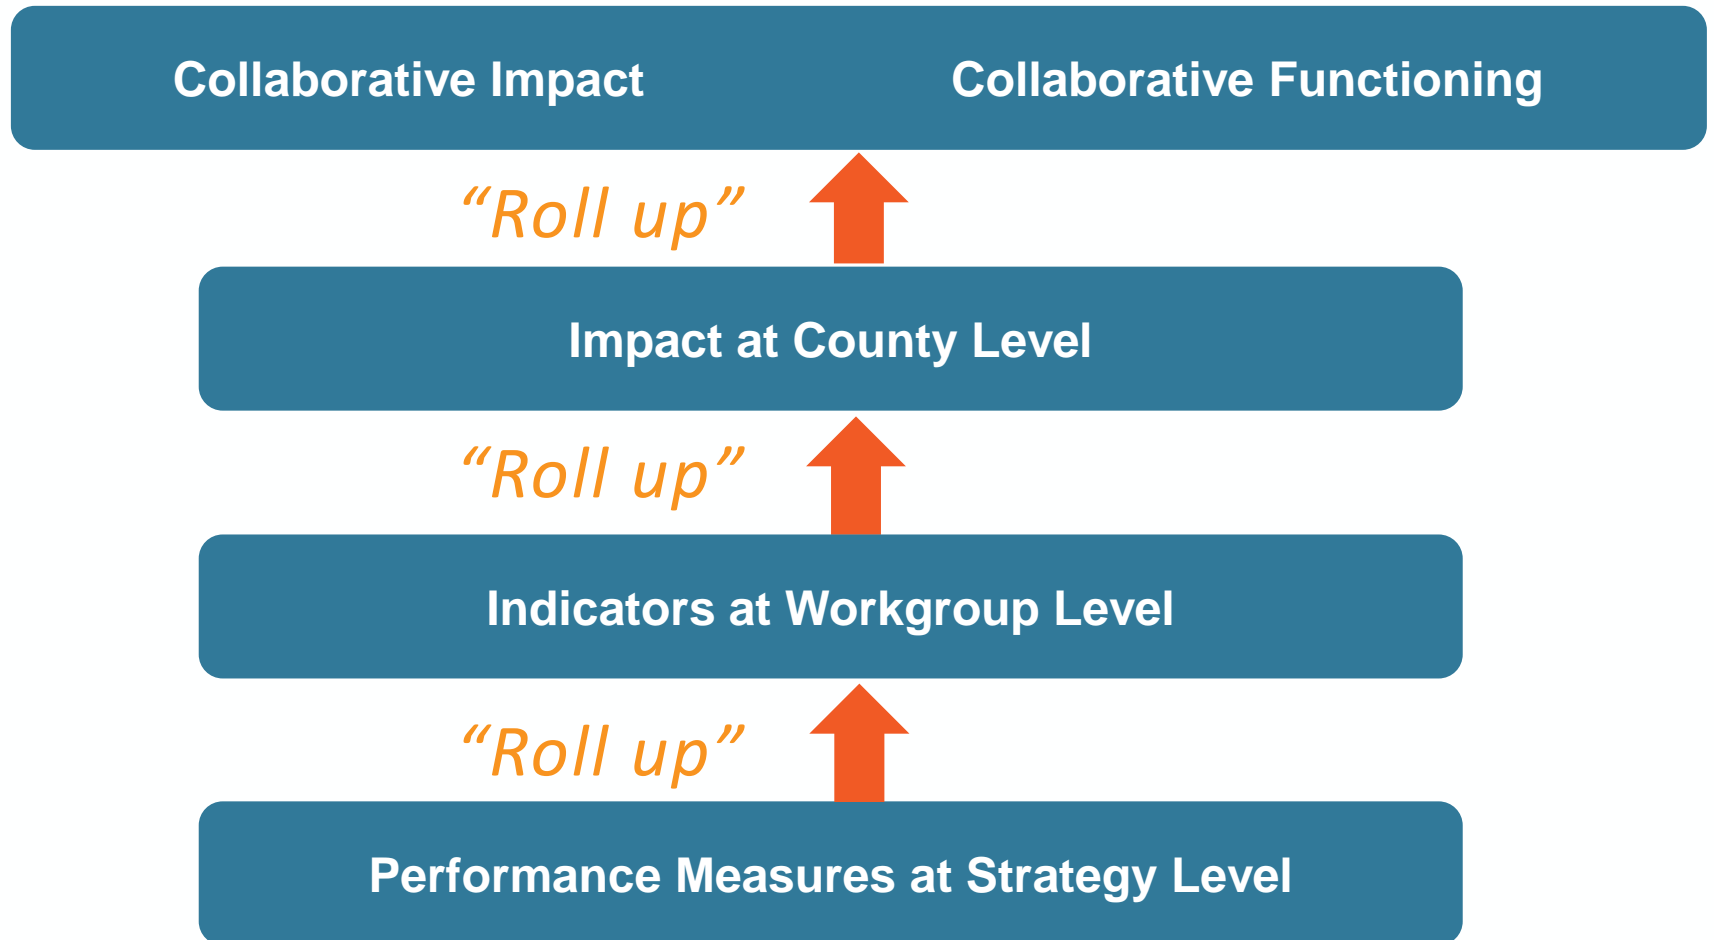 Collaborative Impact Collaborative Functioning
“Roll up”
Impact at County Level
“Roll up”
Indicators at Workgroup Level
“Roll up”
Performance Measures at Strategy Level